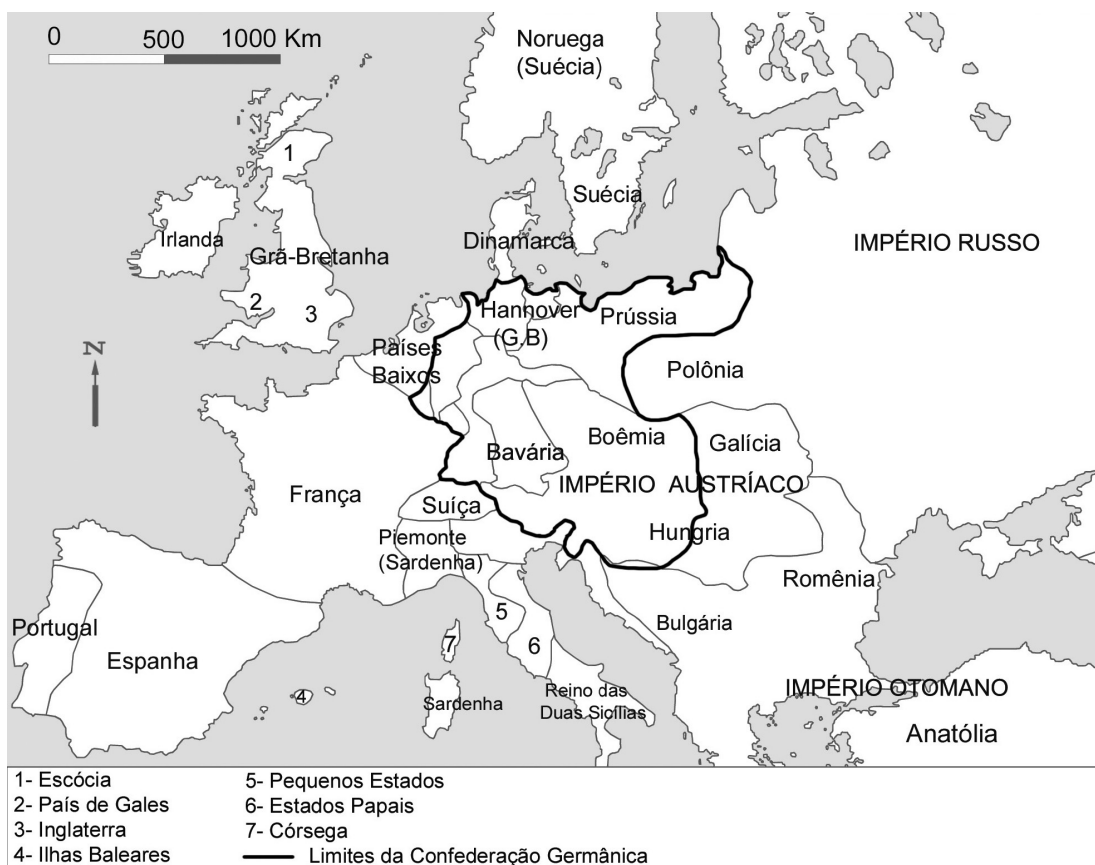 0 500 1000 Km
Noruega
(Suécia)
1
Suécia
Irlanda
Dinamarca
IMPÉRIO RUSSO
Grã-Bretanha
2
3
Hannover
(G.B)
Prússia
N
Países
Baixos
Polônia
Boêmia
Galícia
Bavária
IMPÉRIO AUSTRÍACO
França
Suíça
Hungria
Piemonte
(Sardenha)
Romênia
5
Bulgária
Portugal
7
6
Espanha
4
Sardenha
Reino das
Duas Sicílias
IMPÉRIO OTOMANO
Anatólia
1- Escócia
2- País de Gales
3- Inglaterra
4- Ilhas Baleares
5- Pequenos Estados
6- Estados Papais
7- Córsega
Limites da Confederação Germânica